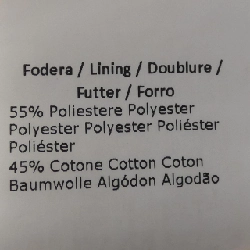 Fodera / Lining / Doublure /
Futter / Forro
55% Poliestere Polyester
Polyester Polyester Poliéster
Poliéster
45% Cotone Cotton Coton
Baumwolle Algódon Algodão